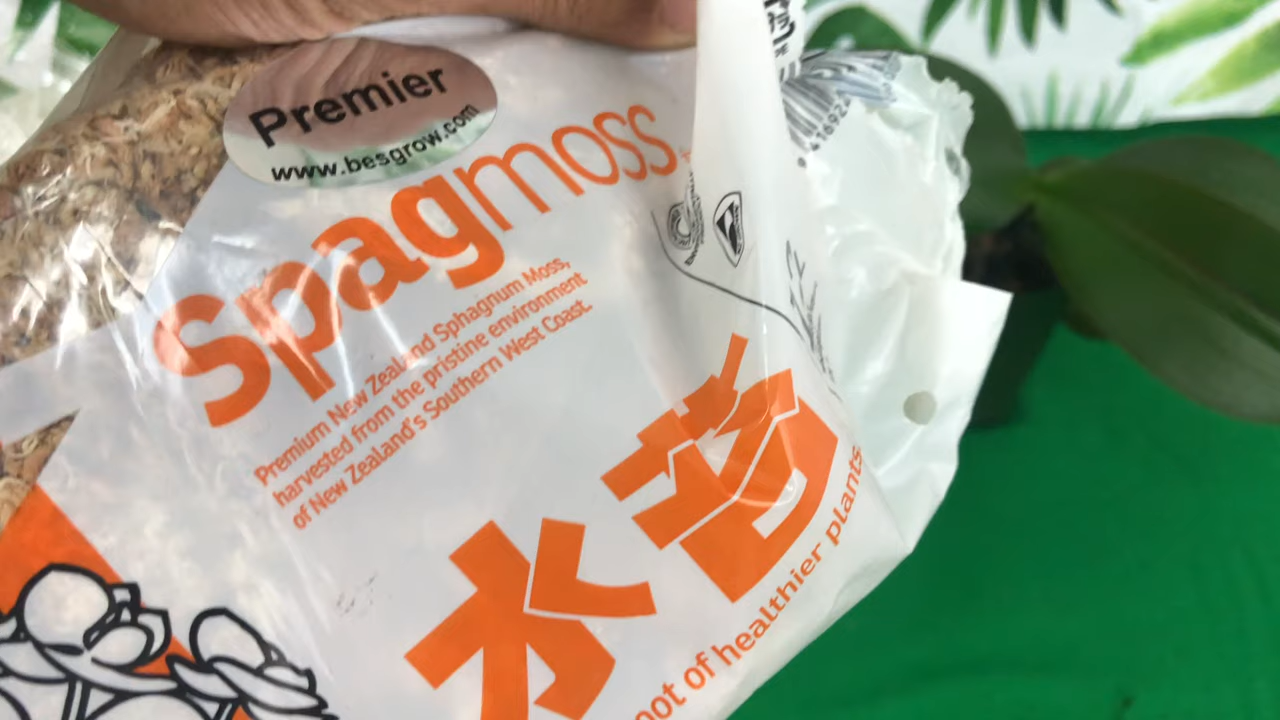 Premier
www.besgrow.com
Spagmoss
Premium New Zealand Sphagnum Moss,
harvested from the pristine environment
of New Zealand's Southern West Coast.
水苔
of healthier plants